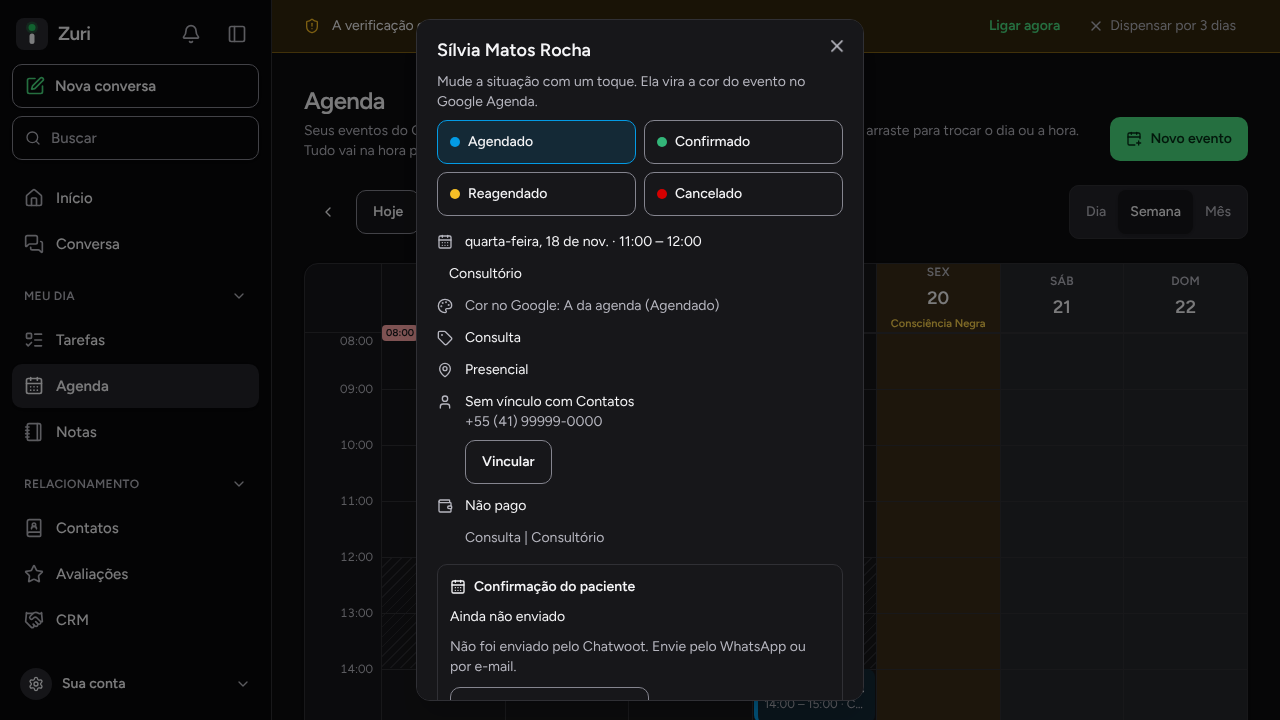 Zuri
Nova conversa
Buscar
Início
Conversa
MEU DIA
Tarefas
Agenda
Notas
RELACIONAMENTO
Contatos
Avaliações
CRM
Sua conta
A verificação
Ligar agora
Dispensar por 3 dias
Agenda
Seus eventos do
arraste para trocar o dia ou a hora.
Tudo vai na hora
Novo evento
Hoje
Dia
Semana
Mês
SEX
20
Consciência Negra
SÁB
21
DOM
22
08:00
08:00
09:00
10:00
11:00
12:00
13:00
14:00
14:00 – 15:00 · C...
Sílvia Matos Rocha
Mude a situação com um toque. Ela vira a cor do evento no
Google Agenda.
Agendado
Confirmado
Reagendado
Cancelado
quarta-feira, 18 de nov. · 11:00 – 12:00
Consultório
Cor no Google: A da agenda (Agendado)
Consulta
Presencial
Sem vínculo com Contatos
+55 (41) 99999-0000
Vincular
Não pago
Consulta | Consultório
Confirmação do paciente
Ainda não enviado
Não foi enviado pelo Chatwoot. Envie pelo WhatsApp ou
por e-mail.